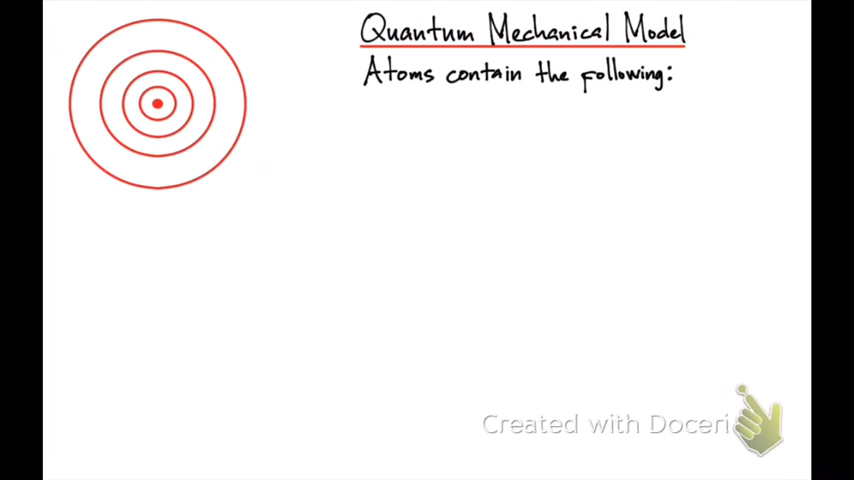 Quantum Mechanical Model
Atoms contain the following:
Created with Doceri